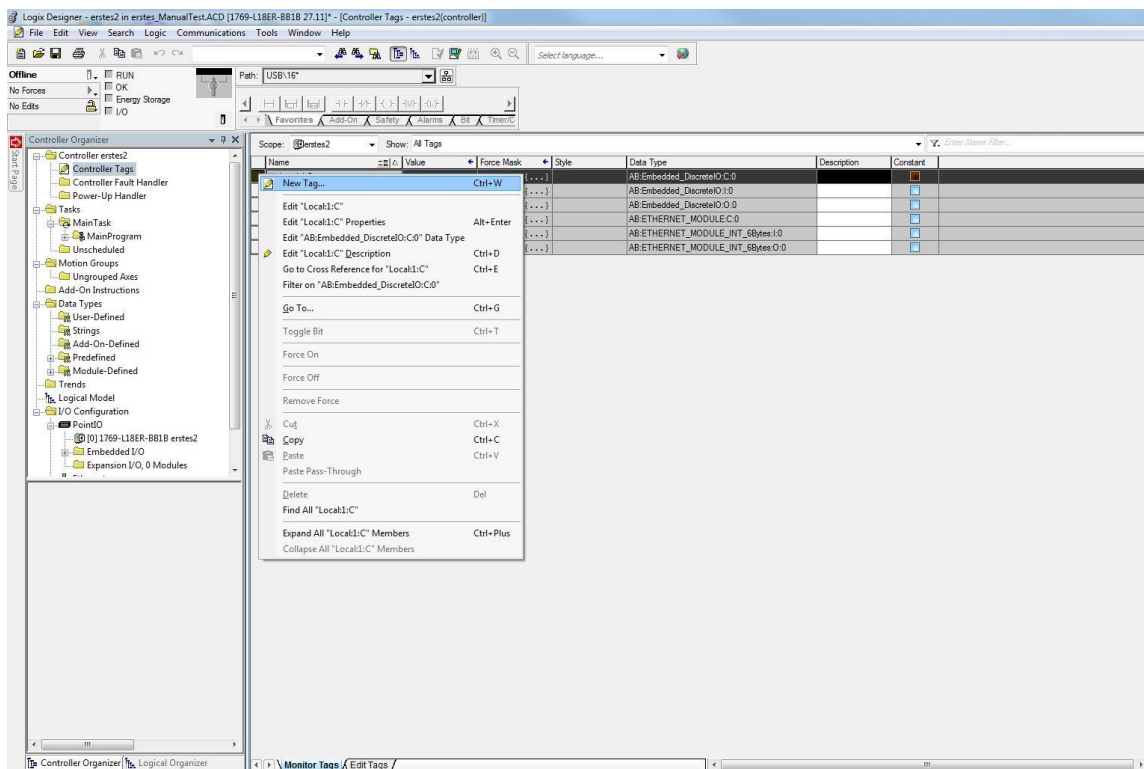 Logix Designer - erstes2 in erstes_ManualTest.ACD [1769-L18ER-BB1B 27.11]* - [Controller Tags - erstes2(controller)]
File Edit View Search Logic Communications Tools Window Help
Select language...
Offline
RUN
No Forces
OK
Energy Storage
No Edits
I/O
Path: USB\16*
Favorites Add-On Safety Alarms Bit Timer/C
Start Page
Controller Organizer
Controller erstes2
Controller Tags
Controller Fault Handler
Power-Up Handler
Tasks
MainTask
MainProgram
Unscheduled
Motion Groups
Ungrouped Axes
Add-On Instructions
Data Types
User-Defined
Strings
Add-On-Defined
Predefined
Module-Defined
Trends
Logical Model
I/O Configuration
PointIO
[0] 1769-L18ER-BB1B erstes2
Embedded I/O
Expansion I/O, 0 Modules
Controller Organizer Logical Organizer
Scope: erstes2 Show: All Tags Enter Name Filter...
Name Value Force Mask Style Data Type Description Constant
AB:Embedded_DiscreteIO:C:0
{...} AB:Embedded_DiscreteIO:I:0
{...} AB:Embedded_DiscreteIO:O:0
{...} AB:ETHERNET_MODULE:C:0
{...} AB:ETHERNET_MODULE_INT_6Bytes:I:0
{...} AB:ETHERNET_MODULE_INT_6Bytes:O:0
New Tag... Ctrl+W
Edit "Local:1:C"
Edit "Local:1:C" Properties Alt+Enter
Edit "AB:Embedded_DiscreteIO:C:0" Data Type
Edit "Local:1:C" Description Ctrl+D
Go to Cross Reference for "Local:1:C" Ctrl+E
Filter on "AB:Embedded_DiscreteIO:C:0"
Go To... Ctrl+G
Toggle Bit Ctrl+T
Force On
Force Off
Remove Force
Cut Ctrl+X
Copy Ctrl+C
Paste Ctrl+V
Paste Pass-Through
Delete Del
Find All "Local:1:C"
Expand All "Local:1:C" Members Ctrl+Plus
Collapse All "Local:1:C" Members
Monitor Tags Edit Tags